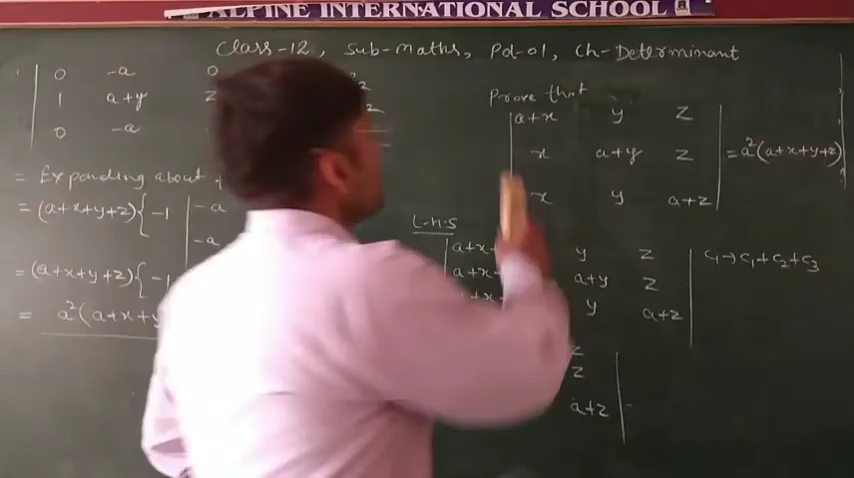 ALPINE INTERNATIONAL SCHOOL
Class-12, Sub-Maths, Pd-01, Ch-Determinant
0 -a 0
1 a+y z
0 -a
= Expanding about
= (a+x+y+z){-1 | -a
-a
= (a+x+y+z){-1
= a²(a+x+y
Prove that
| a+x y z |
| x a+y z | = a²(a+x+y+z)
| x y a+z |
L.H.S
| a+x+ y z | C₁→C₁+C₂+C₃
| a+x+ a+y z |
y a+z |
z
z |
a+z | =